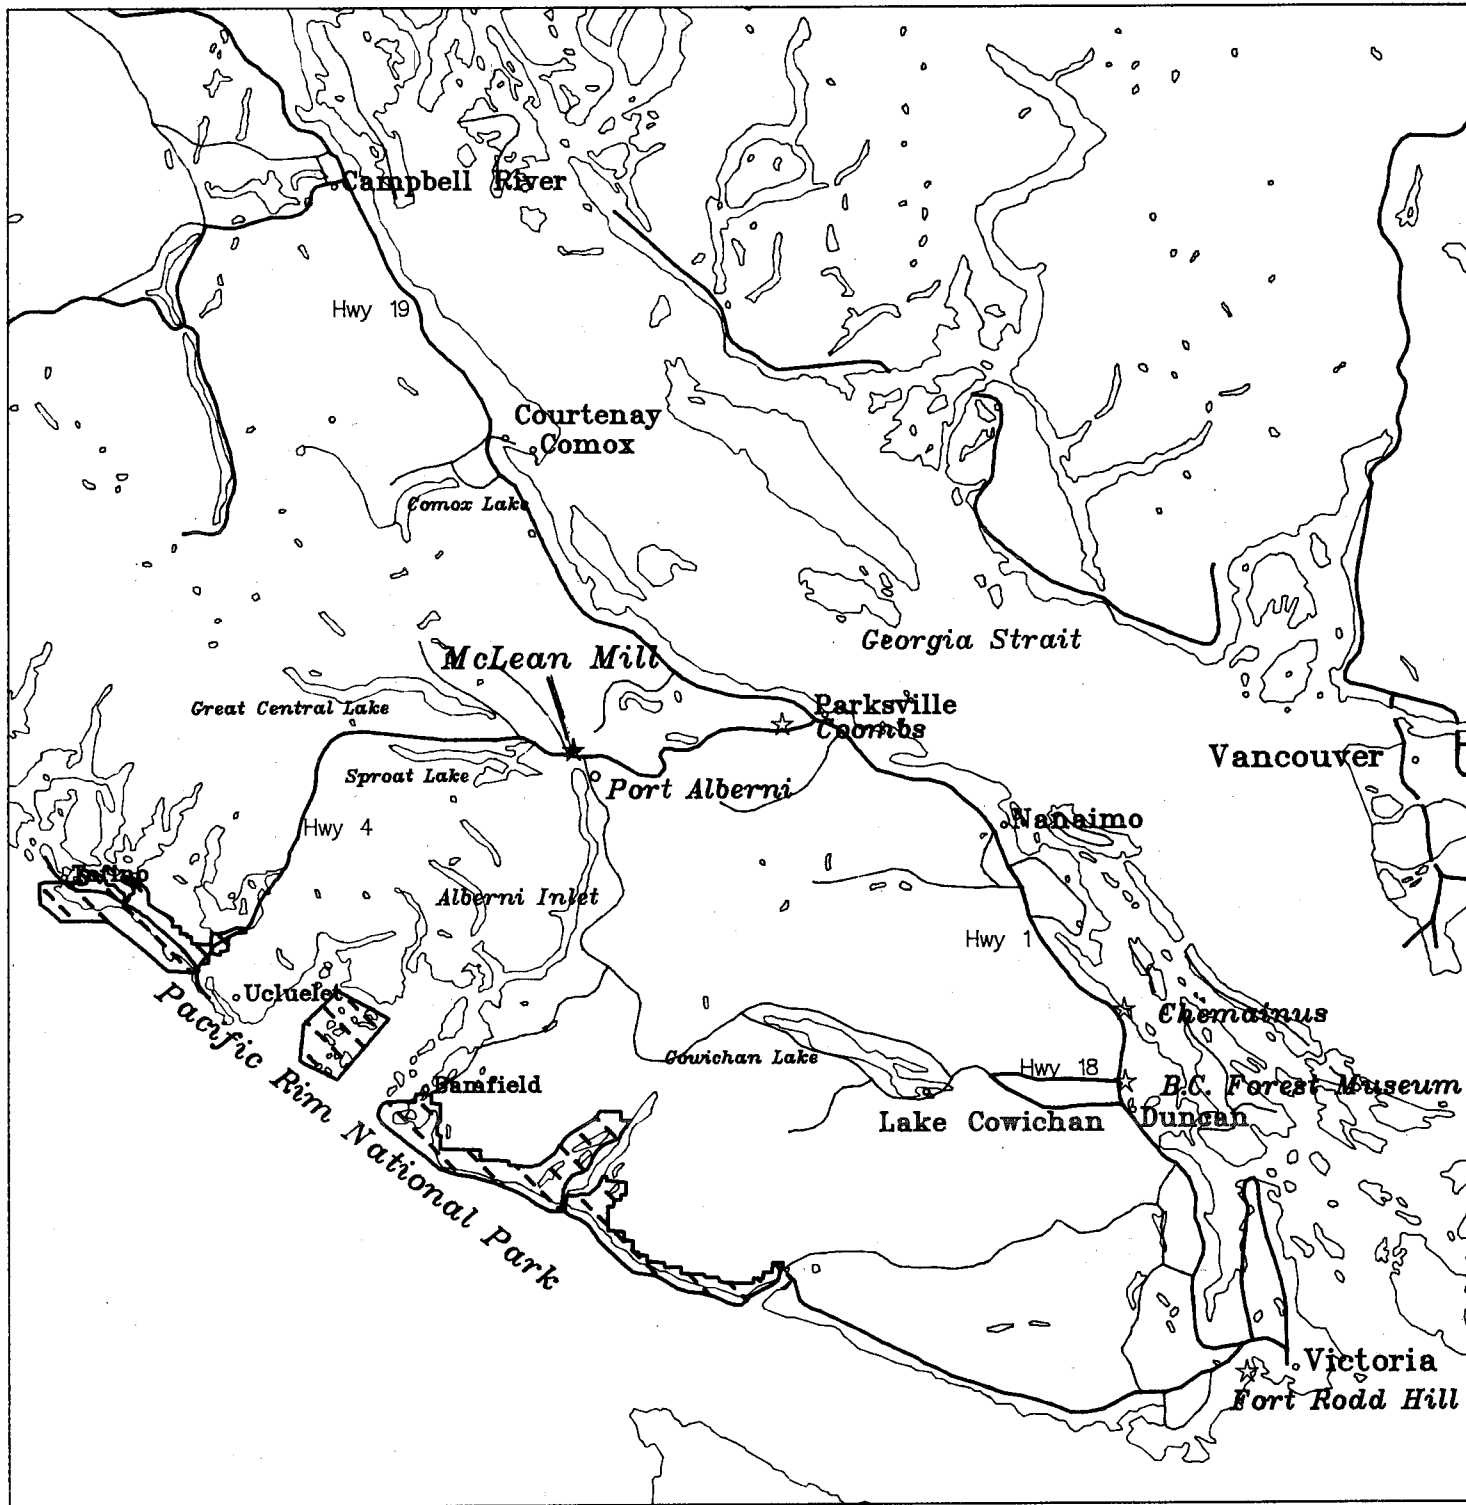 Campbell River
Hwy 19
Courtenay
Comox
Comox Lake
Georgia Strait
McLean Mill
Great Central Lake
Parksville
Coombs
Vancouver
Sproat Lake
Port Alberni
Hwy 4
Nanaimo
Tofino
Alberni Inlet
Hwy 1
Ucluelet
Pacific Rim National Park
Chemainus
Cowichan Lake
Hwy 18
Bamfield
B.C. Forest Museum
Lake Cowichan
Duncan
Victoria
Fort Rodd Hill